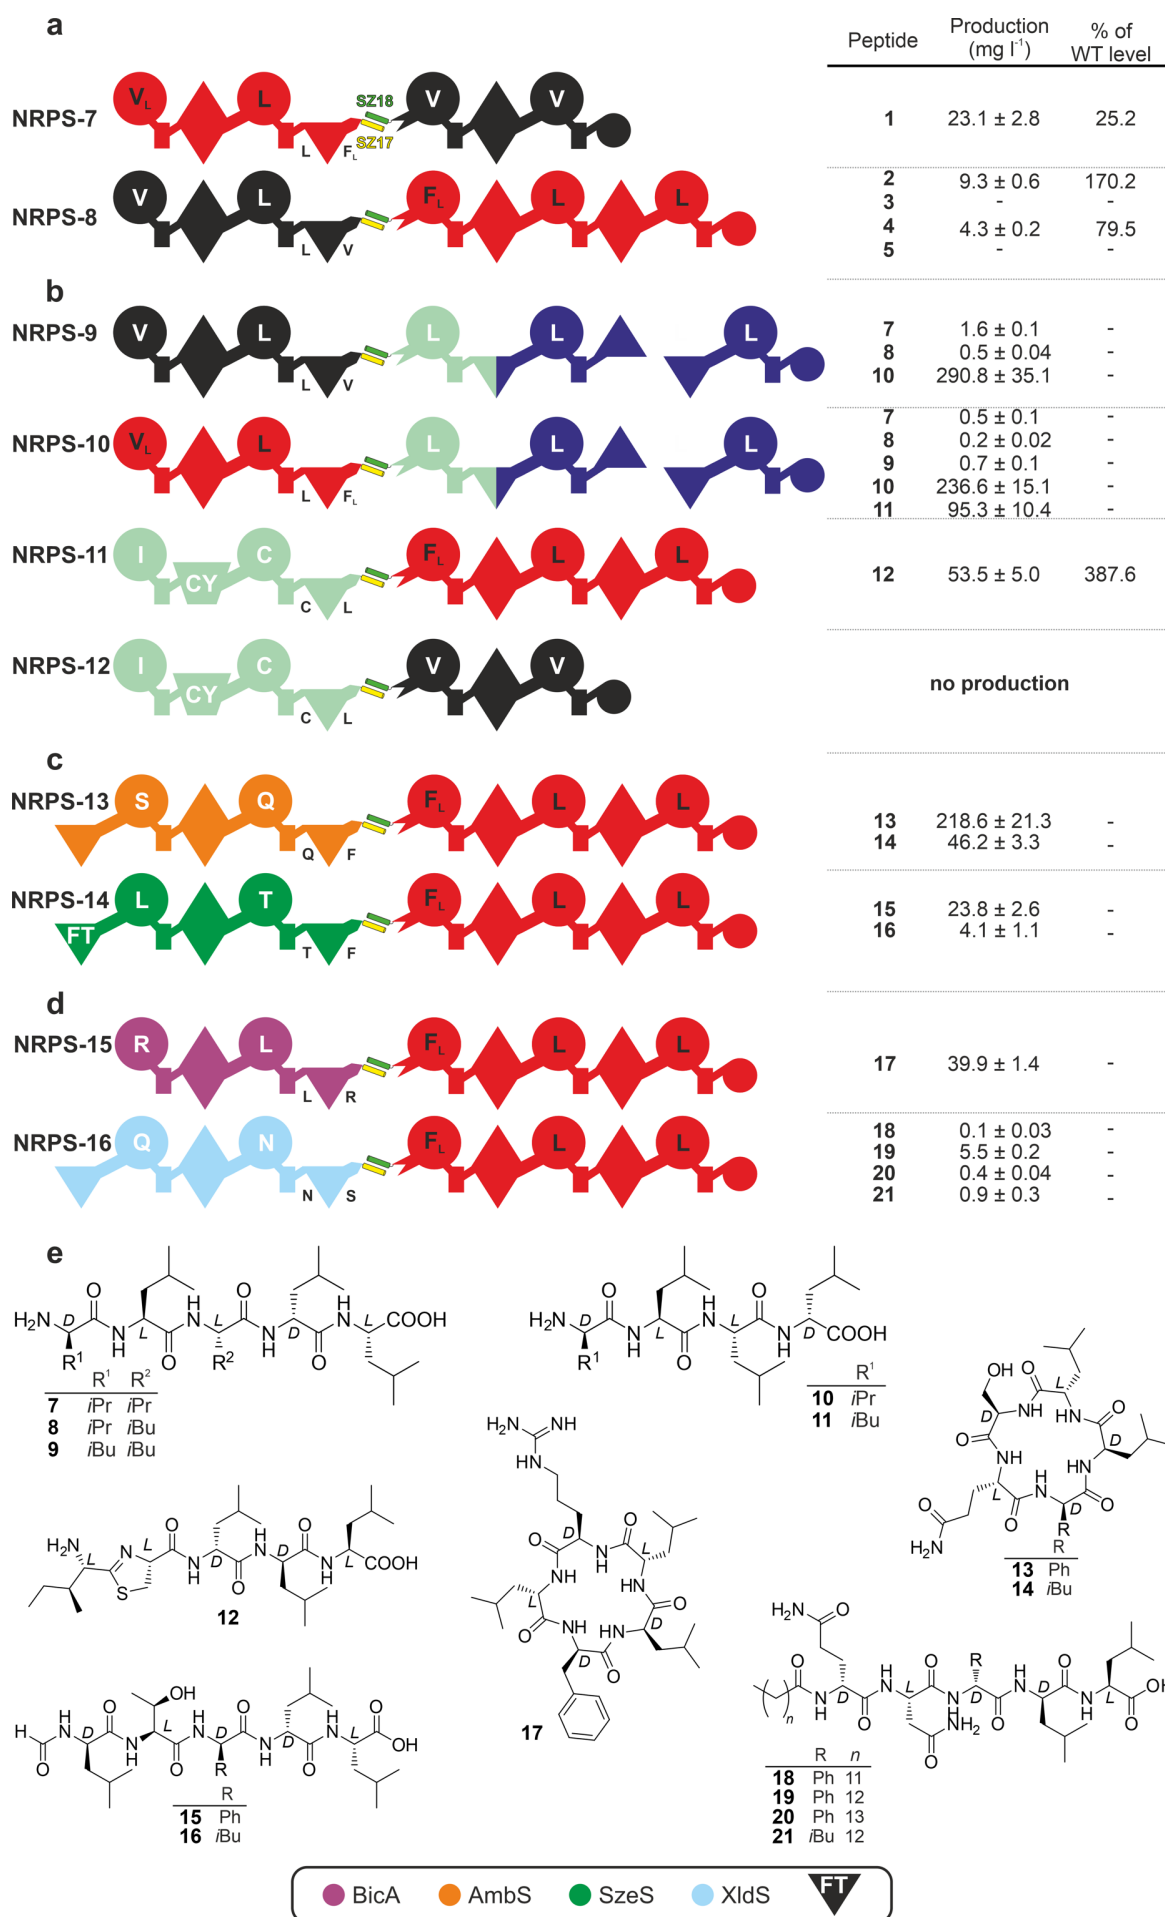 a
Peptide Production (mg l-1) % of WT level
NRPS-7 VL L L FL SZ18 SZ17 V V 1 23.1 ± 2.8 25.2
NRPS-8 V L L V FL L L
2 9.3 ± 0.6 170.2
3 - -
4 4.3 ± 0.2 79.5
5 - -
b
NRPS-9 V L L V L L L
7 1.6 ± 0.1 -
8 0.5 ± 0.04 -
10 290.8 ± 35.1 -
NRPS-10 VL L L FL L L L
7 0.5 ± 0.1 -
8 0.2 ± 0.02 -
9 0.7 ± 0.1 -
10 236.6 ± 15.1 -
11 95.3 ± 10.4 -
NRPS-11 I CY C C L FL L L 12 53.5 ± 5.0 387.6
NRPS-12 I CY C C L V V no production
c
NRPS-13 S Q Q F FL L L
13 218.6 ± 21.3 -
14 46.2 ± 3.3 -
NRPS-14 FT L T T F FL L L
15 23.8 ± 2.6 -
16 4.1 ± 1.1 -
d
NRPS-15 R L L R FL L L 17 39.9 ± 1.4 -
NRPS-16 Q N N S FL L L
18 0.1 ± 0.03 -
19 5.5 ± 0.2 -
20 0.4 ± 0.04 -
21 0.9 ± 0.3 -
e
R1 R2
7 iPr iPr
8 iPr iBu
9 iBu iBu
R1
10 iPr
11 iBu
R
13 Ph
14 iBu
12
17
R
15 Ph
16 iBu
R n
18 Ph 11
19 Ph 12
20 Ph 13
21 iBu 12
BicA AmbS SzeS XldS FT